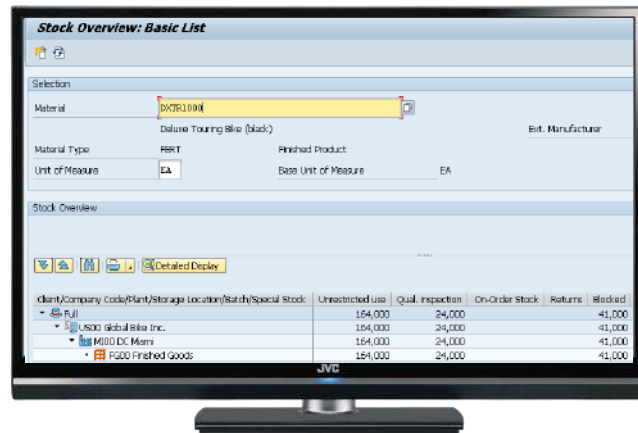 Stock Overview: Basic List
Selection
Material DXTR1000
Deluxe Touring Bike (black) Ext. Manufacturer
Material Type FERT Finished Product
Unit of Measure EA Base Unit of Measure EA
Stock Overview
Detailed Display
Client/Company Code/Plant/Storage Location/Batch/Special Stock Unrestricted use Qual. inspection On-Order Stock Returns Blocked
Full 164,000 24,000 41,000
US00 Global Bike Inc. 164,000 24,000 41,000
MI00 DC Miami 164,000 24,000 41,000
FG00 Finished Goods 164,000 24,000 41,000
JVC